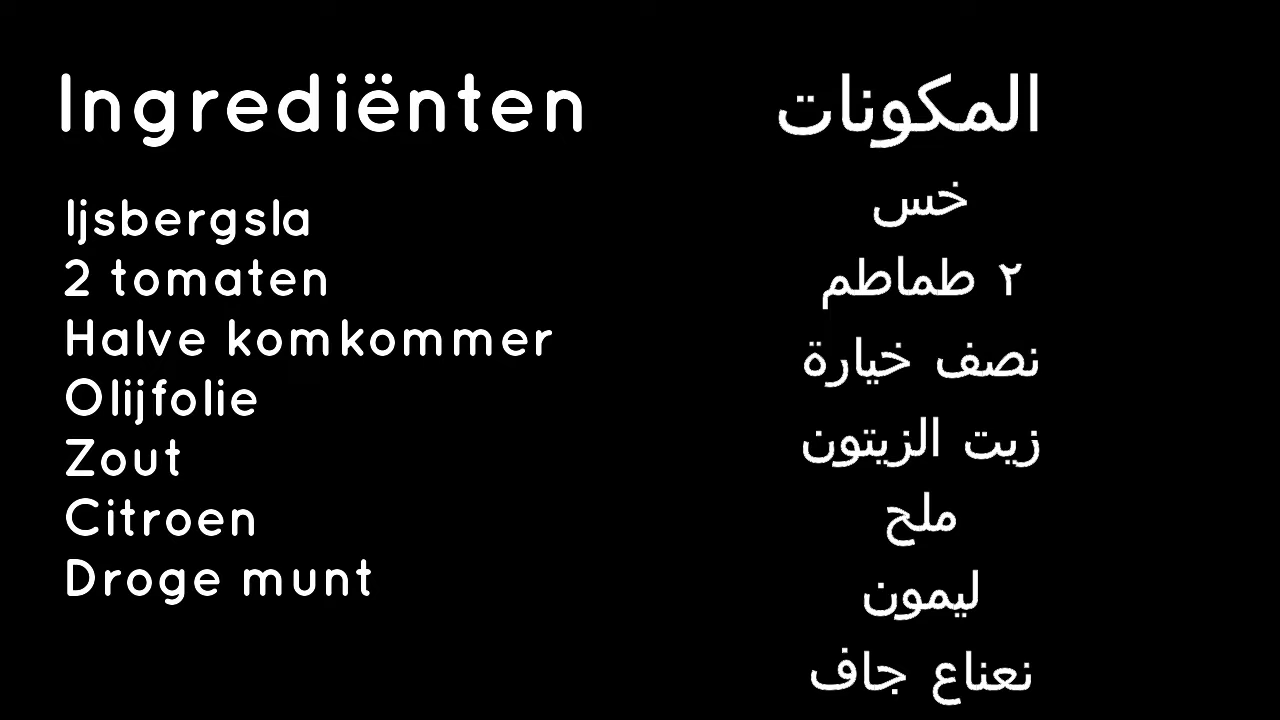 Ingrediënten
Ijsbergsla
2 tomaten
Halve komkommer
Olijfolie
Zout
Citroen
Droge munt
المكونات
خس
٢ طماطم
نصف خيارة
زيت الزيتون
ملح
ليمون
نعناع جاف